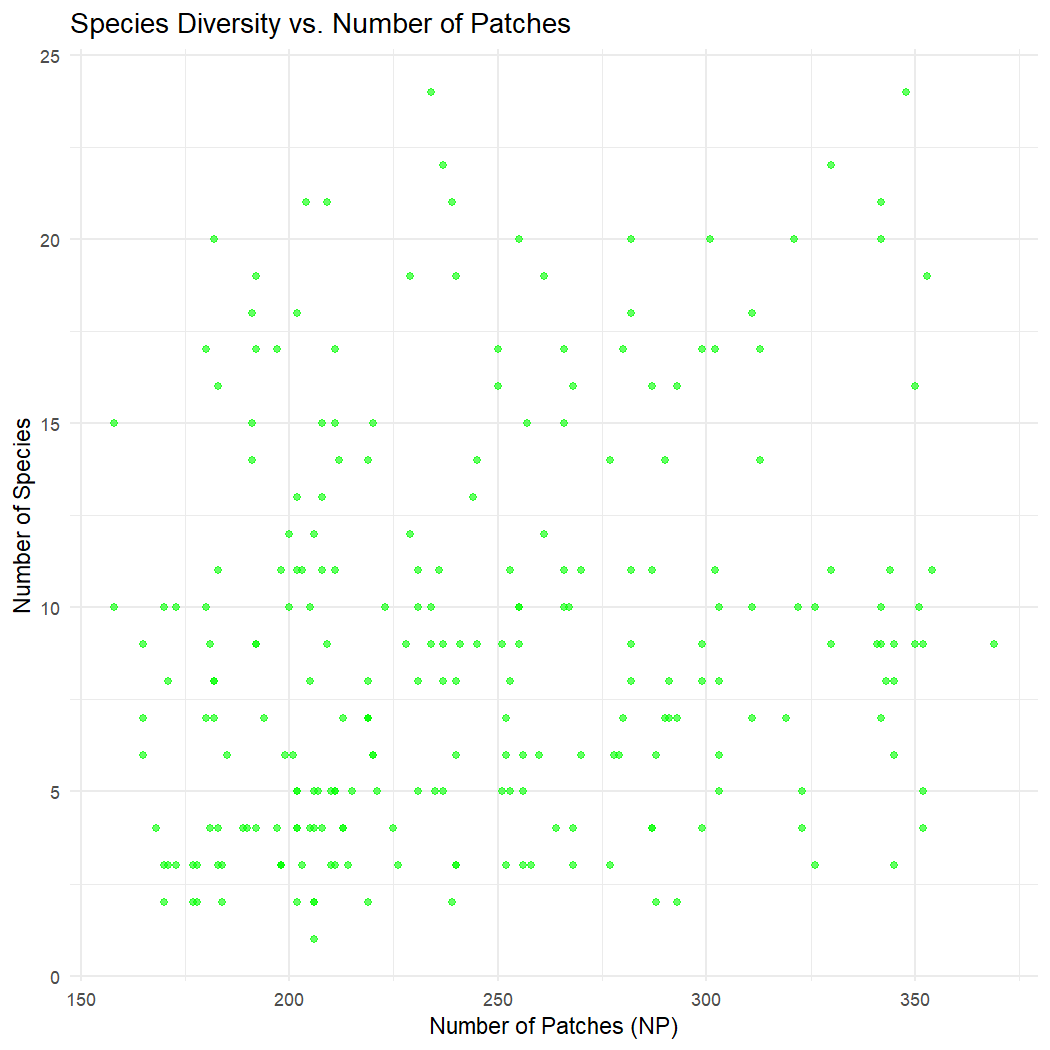 Species Diversity vs. Number of Patches
25
20
15
10
5
0
Number of Species
150 200 250 300 350
Number of Patches (NP)